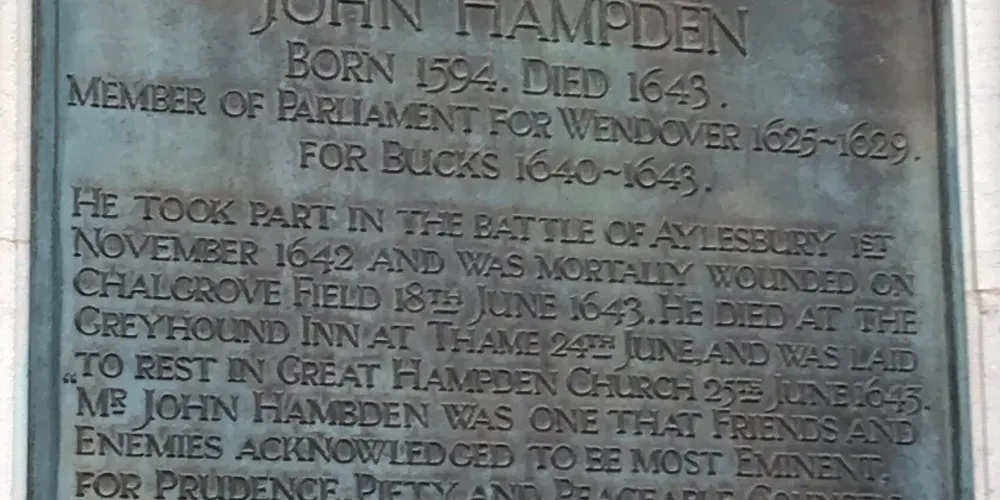 JOHN HAMPDEN
BORN 1594. DIED 1643.
MEMBER OF PARLIAMENT FOR WENDOVER 1625~1629.
FOR BUCKS 1640~1643.
HE TOOK PART IN THE BATTLE OF AYLESBURY 1ST
NOVEMBER 1642 AND WAS MORTALLY WOUNDED ON
CHALGROVE FIELD 18TH JUNE 1643. HE DIED AT THE
GREYHOUND INN AT THAME 24TH JUNE, AND WAS LAID
TO REST IN GREAT HAMPDEN CHURCH 25TH JUNE 1643.
"MR JOHN HAMBDEN WAS ONE THAT FRIENDS AND
ENEMIES ACKNOWLEDGED TO BE MOST EMINENT,
FOR PRUDENCE, PIETY AND PEACEABLE